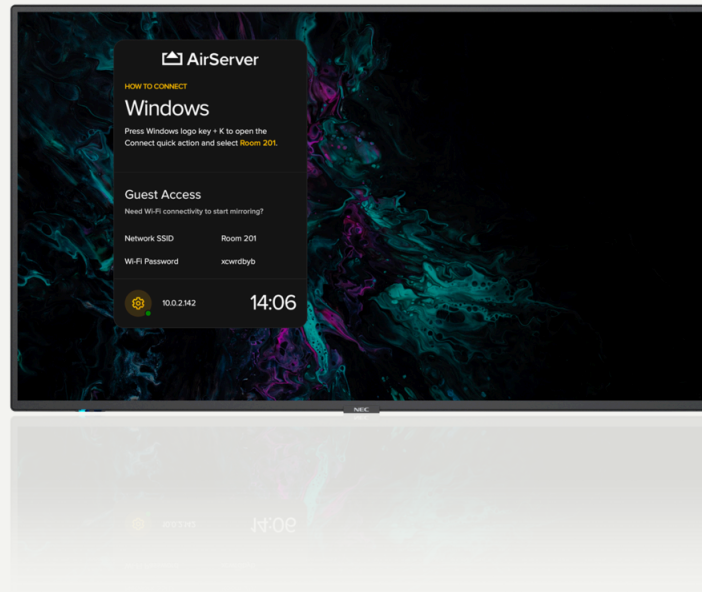 AirServer
HOW TO CONNECT
Windows
Press Windows logo key + K to open the
Connect quick action and select Room 201.
Guest Access
Need Wi-Fi connectivity to start mirroring?
Network SSID Room 201
Wi-Fi Password xcwrdbyb
10.0.2.142 14:06
NEC